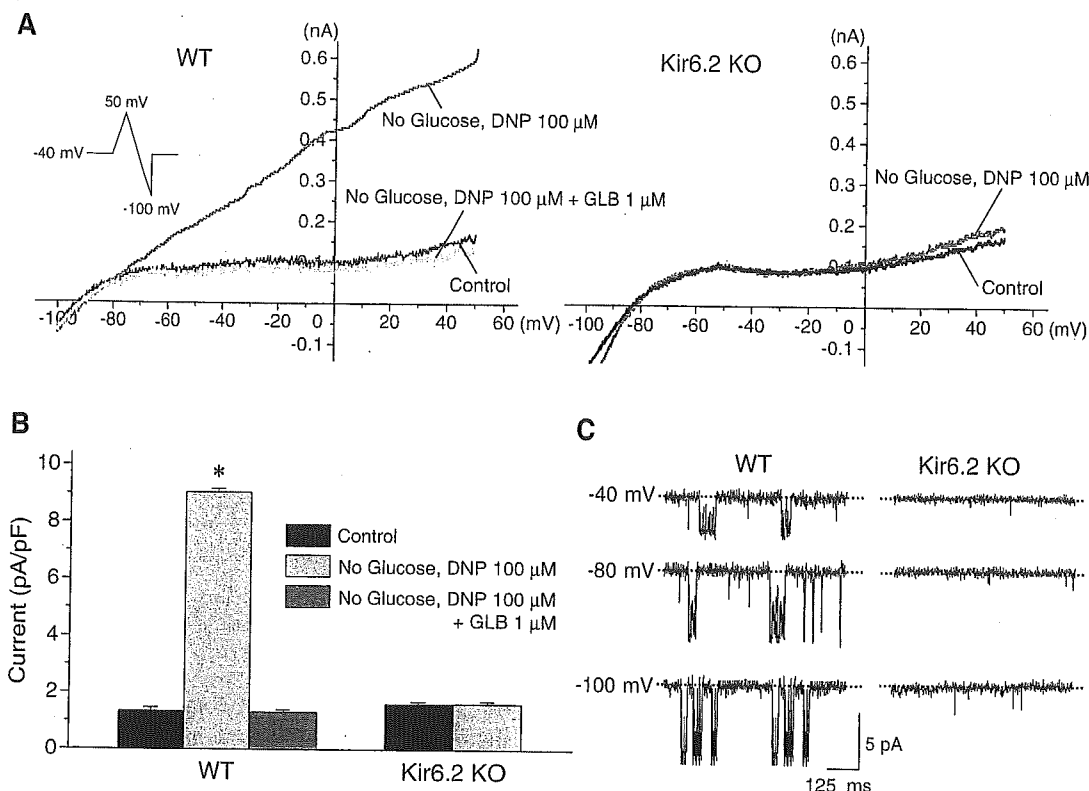 A
WT
(nA)
0.6
0.5
0.4
0.3
0.2
-0.1
50 mV
-40 mV
-100 mV
No Glucose, DNP 100 µM
No Glucose, DNP 100 µM + GLB 1 µM
Control
-100 -80 -60 -40 -20 0 20 40 60 (mV)
Kir6.2 KO
(nA)
0.6
0.5
0.4
0.3
0.2
0.1
-0.1
No Glucose, DNP 100 µM
Control
-100 -80 -60 -40 -20 0 20 40 60 (mV)
B
Current (pA/pF)
10
8
6
4
2
0
*
Control
No Glucose, DNP 100 µM
No Glucose, DNP 100 µM
+ GLB 1 µM
WT
Kir6.2 KO
C
WT
Kir6.2 KO
-40 mV
-80 mV
-100 mV
5 pA
125 ms